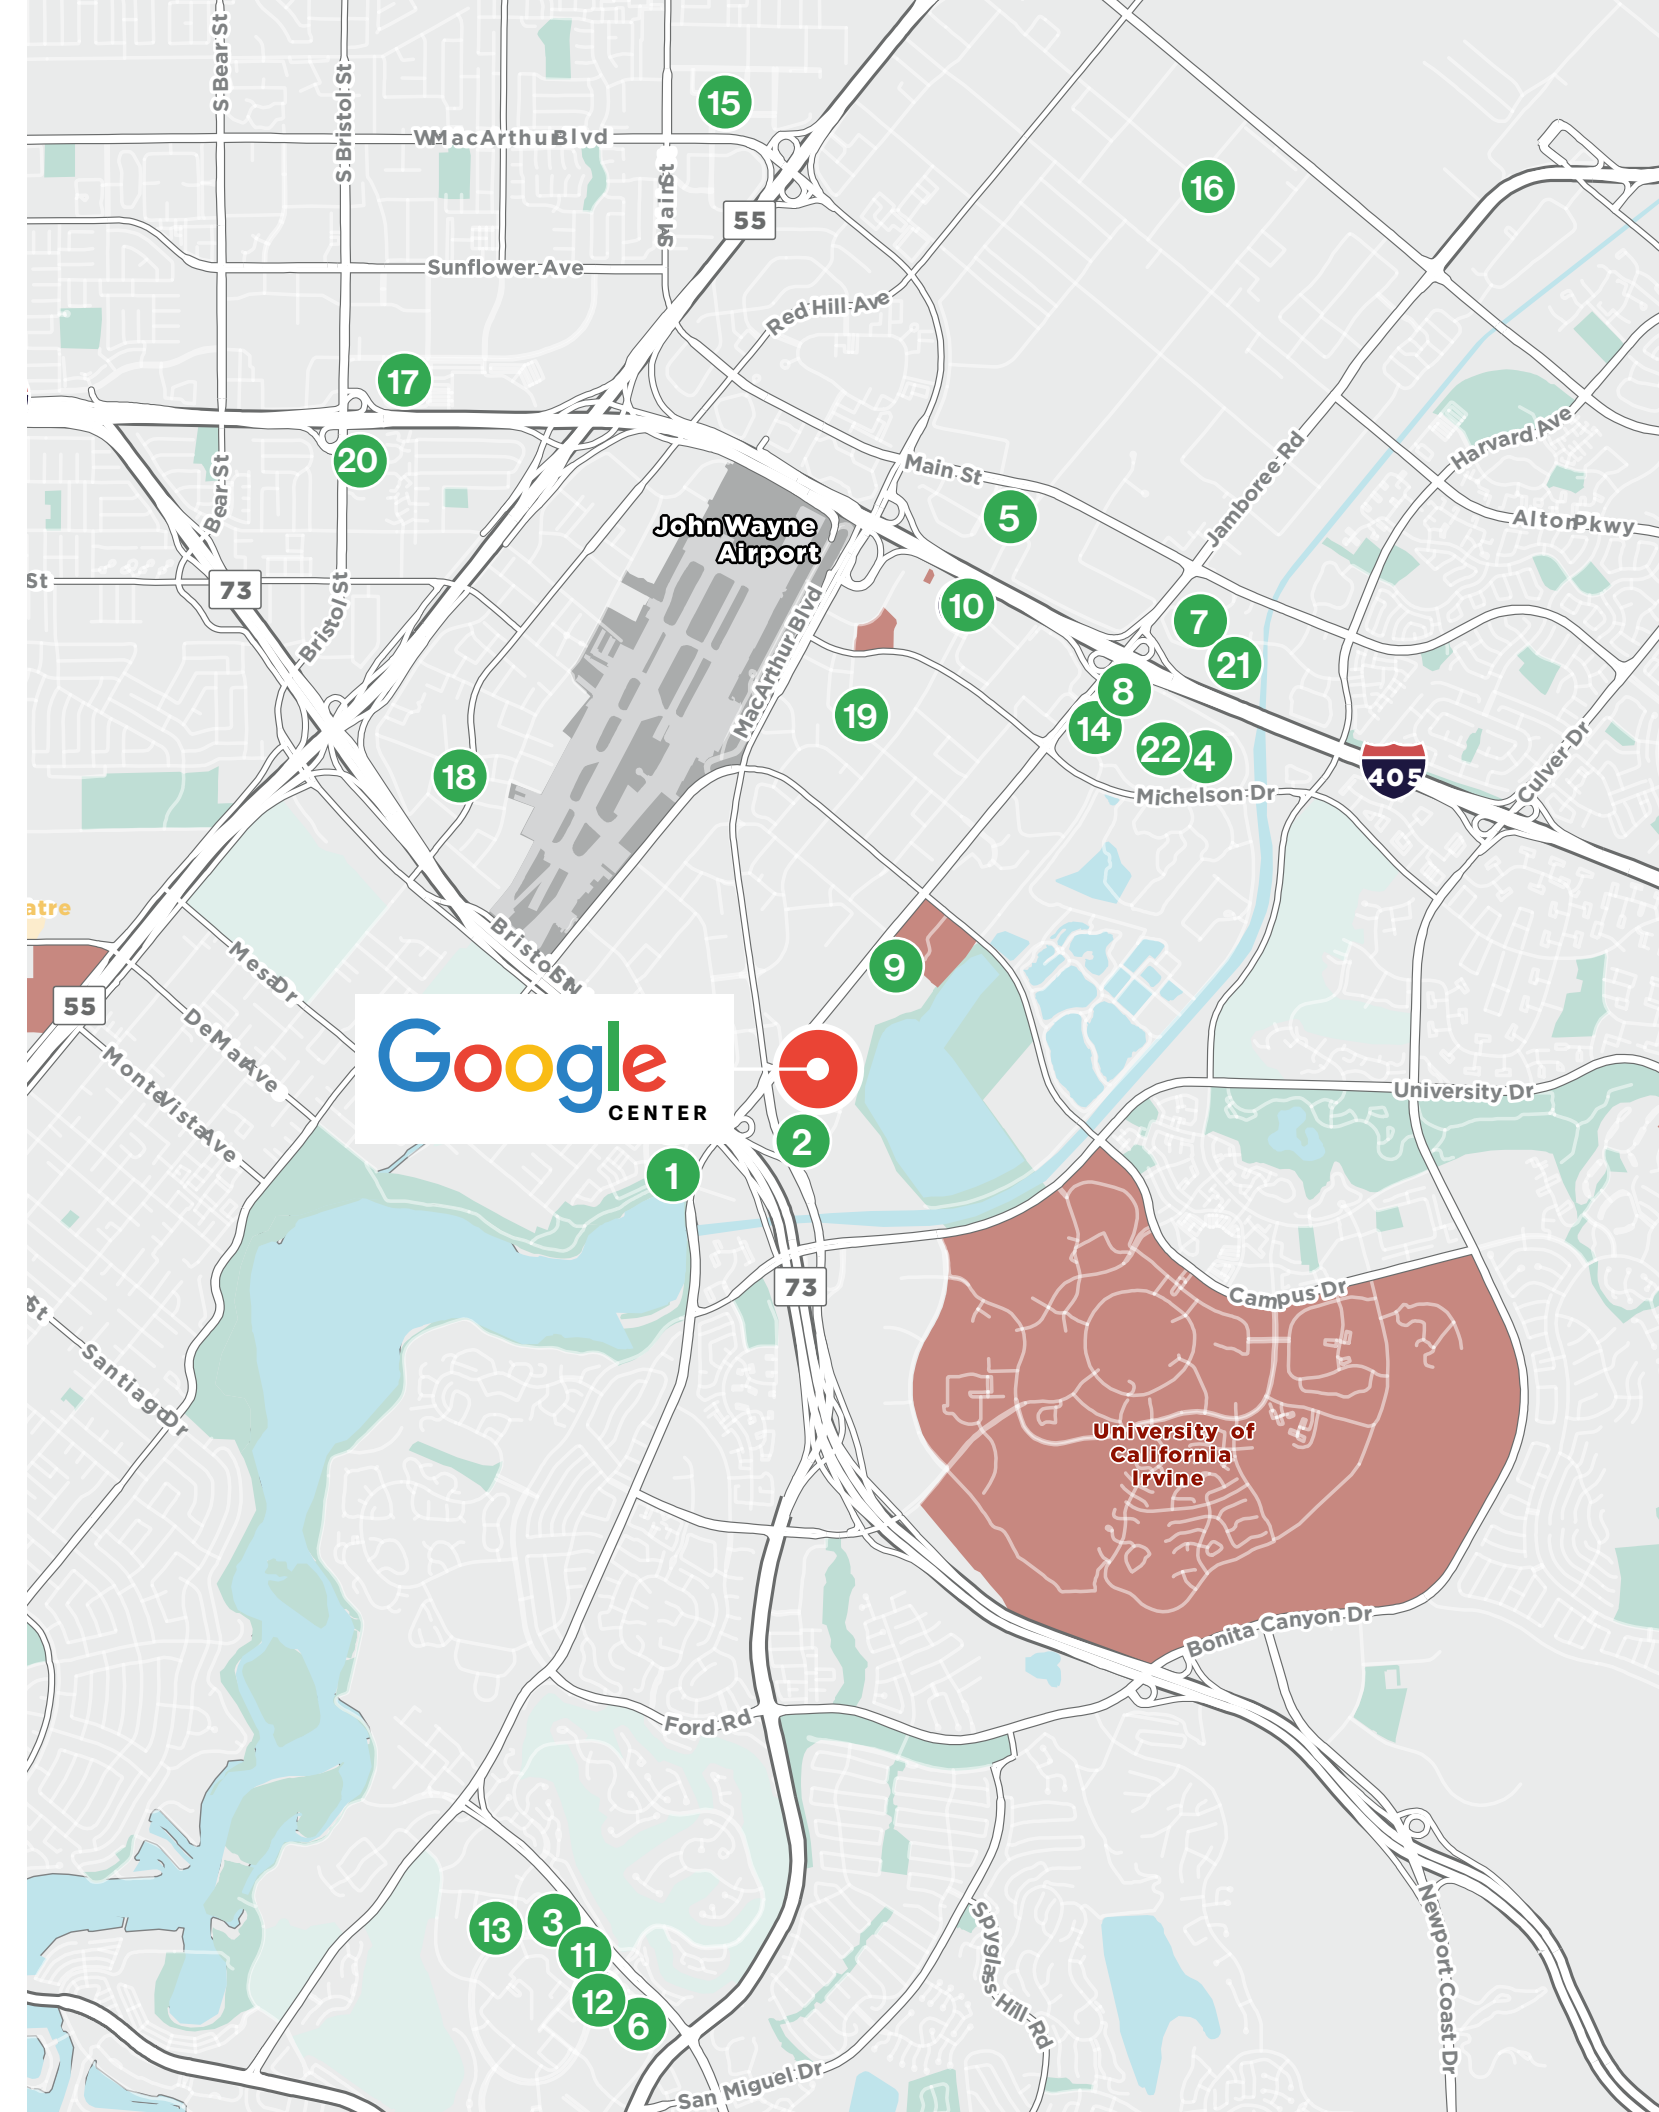 S Bear St
S Bristol St
15
W MacArthur Blvd
S Main St
16
55
Sunflower Ave
Red Hill Ave
17
20
Bear St
Main St
Harvard Ave
Jamboree Rd
Alton Pkwy
5
John Wayne
Airport
St
73
Bristol St
10
7
21
MacArthur Blvd
8
14
19
22
4
18
405
Michelson Dr
Culver Dr
atre
Mesa Dr
Bristol St N
9
55
Del Mar Ave
Monte Vista Ave
Google
CENTER
University Dr
2
1
73
Campus Dr
St
Santiago Dr
University of
California
Irvine
Bonita Canyon Dr
Ford Rd
13
3
11
12
6
Spyglass Hill Rd
Newport Coast Dr
San Miguel Dr